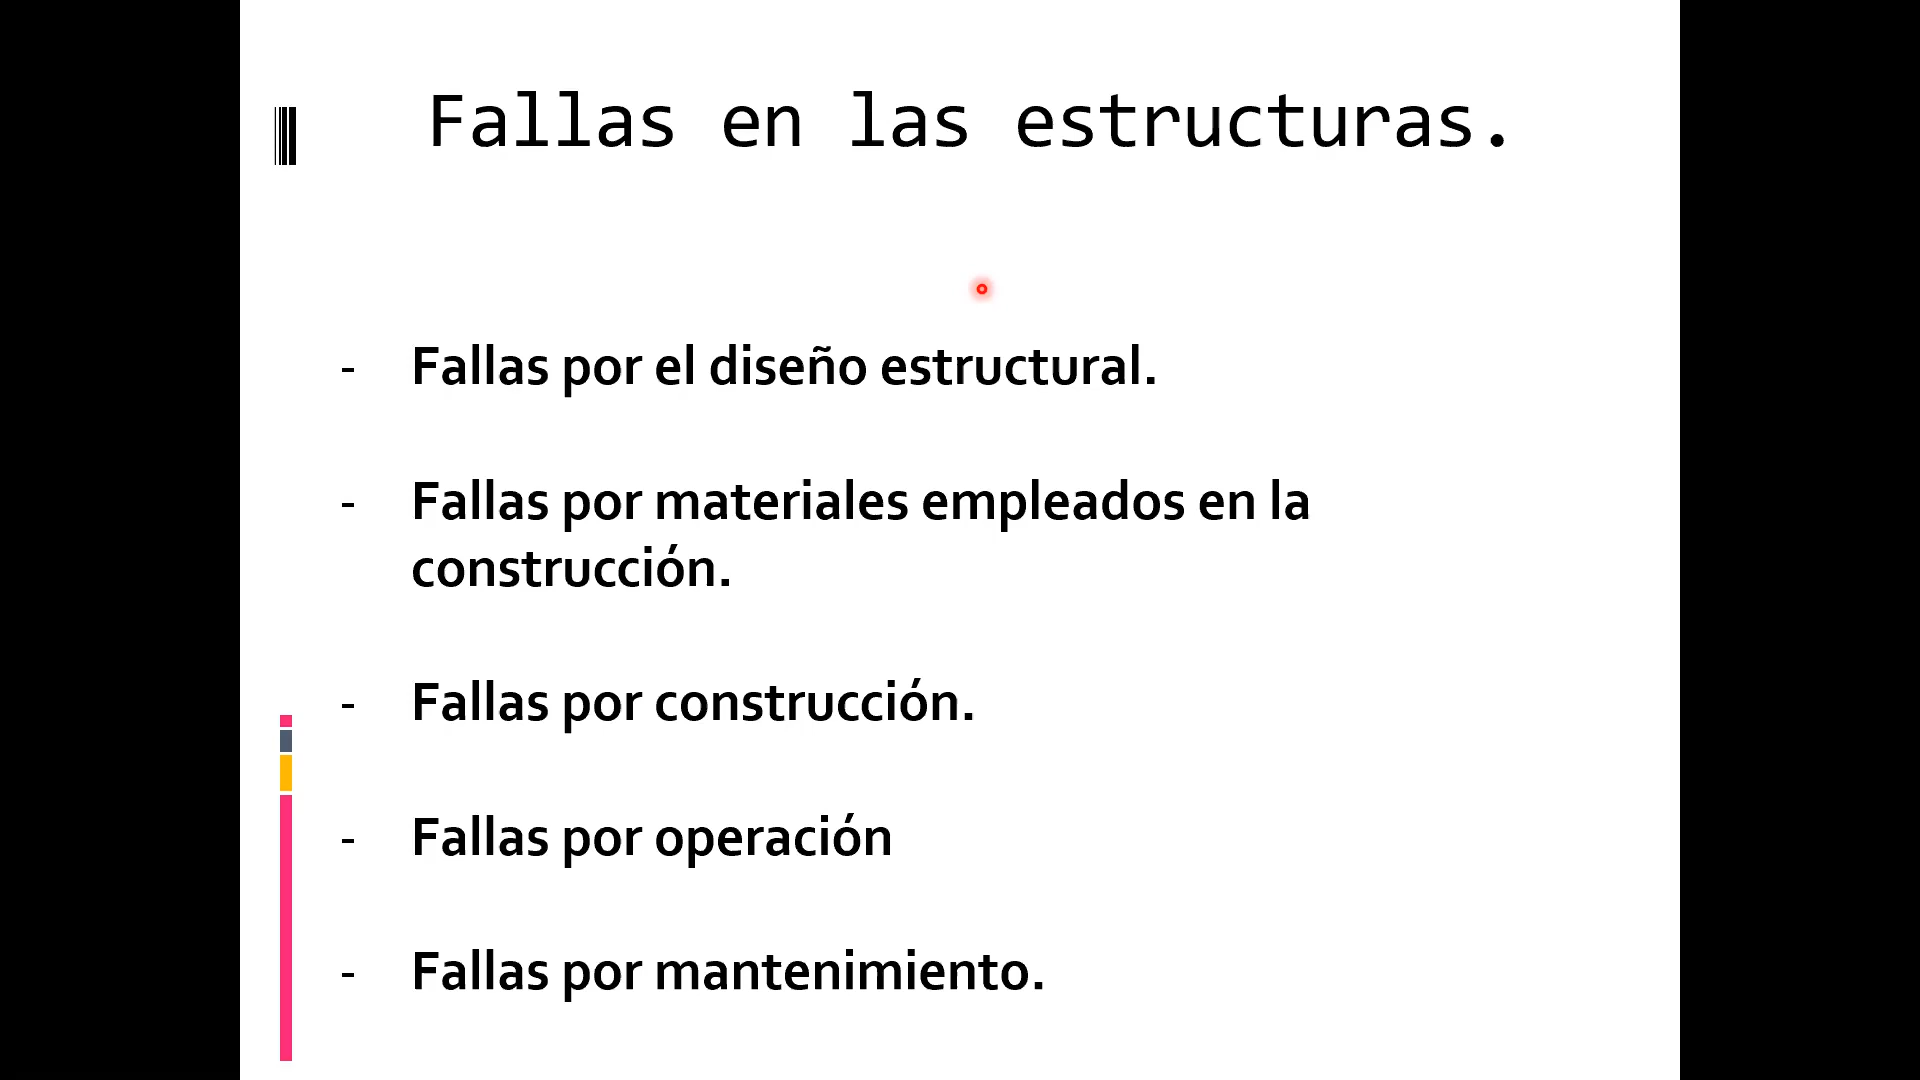 Fallas en las estructuras.
- Fallas por el diseño estructural.
- Fallas por materiales empleados en la
construcción.
- Fallas por construcción.
- Fallas por operación
- Fallas por mantenimiento.